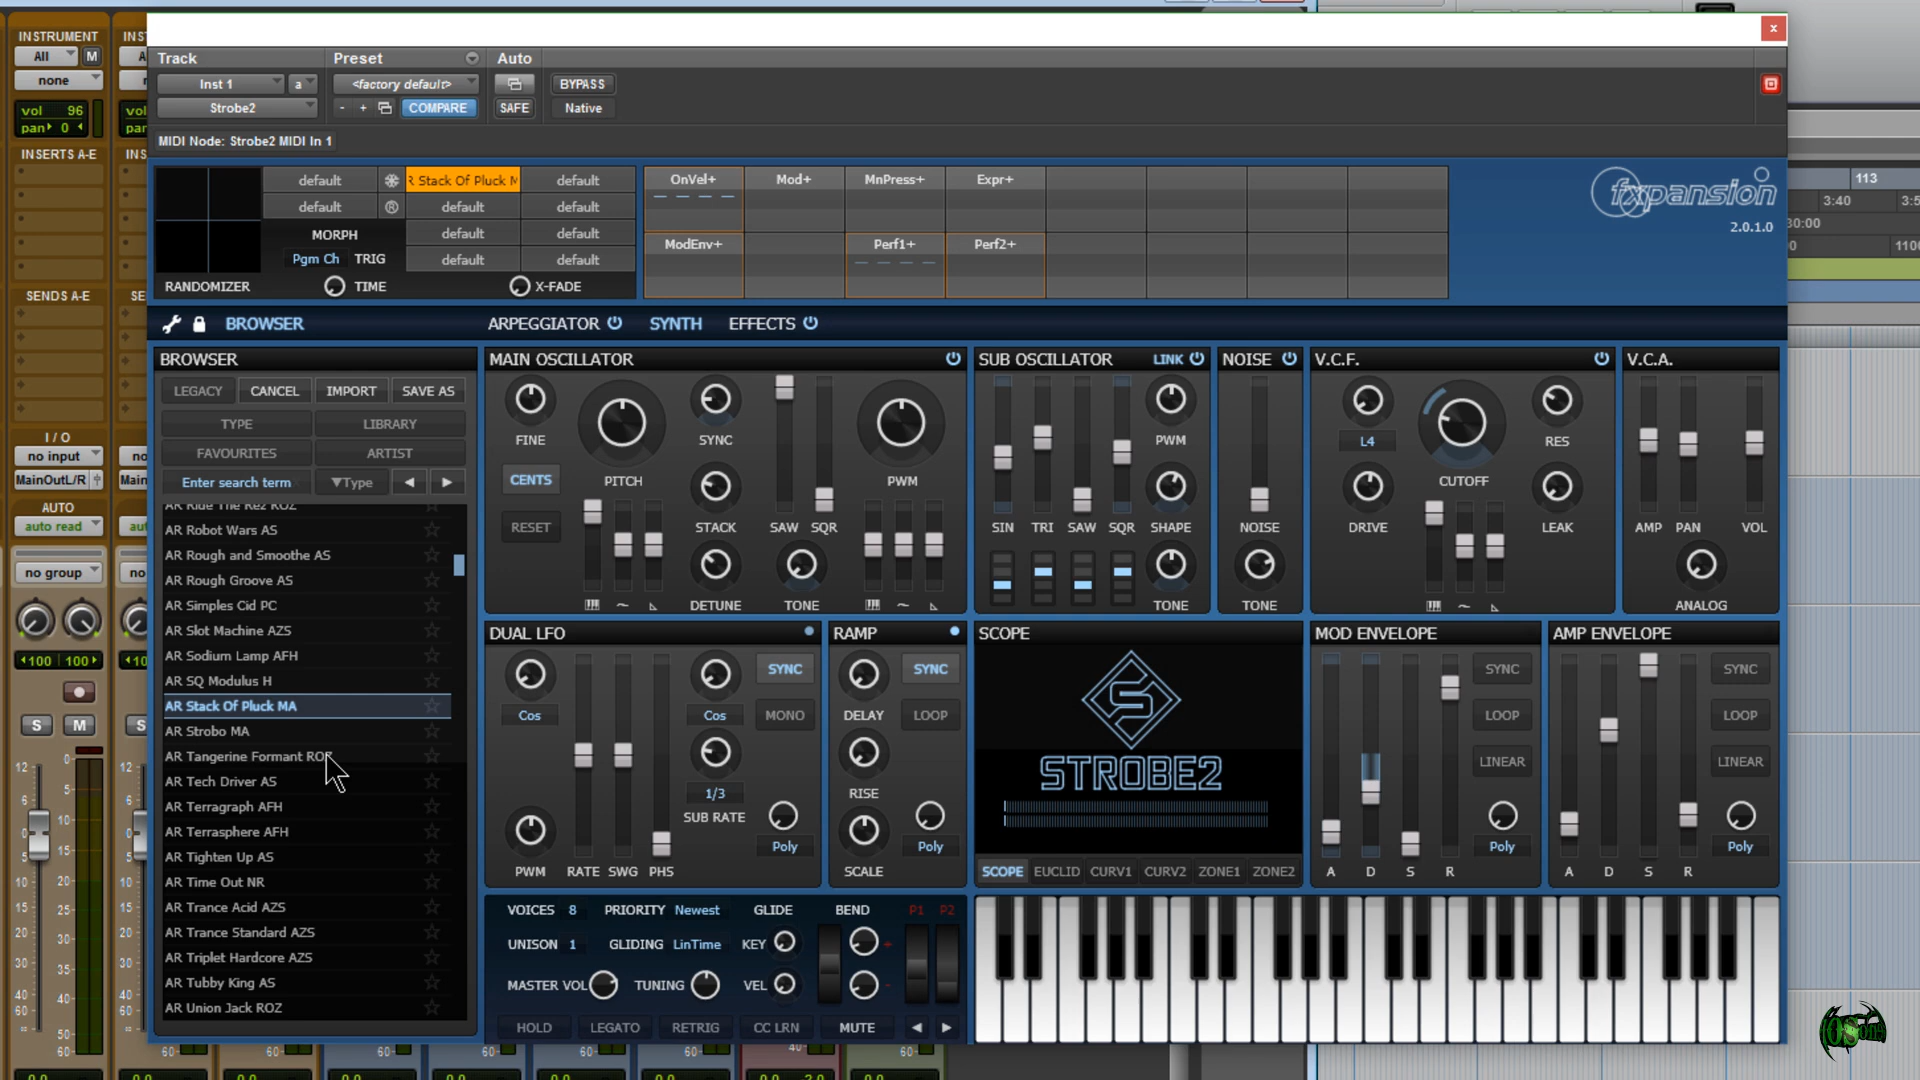 INSTRUMENT
All M
none
vol 96
pan 0
INSERTS A-E
SENDS A-E
I / O
no input
MainOutL/R
AUTO
auto read
no group
100 100
S M
Track Preset Auto
Inst 1 a <factory default> BYPASS
Strobe2 - + COMPARE SAFE Native
MIDI Node: Strobe2 MIDI In 1
default R Stack Of Pluck M default
default default default
MORPH default default
Pgm Ch TRIG default default
RANDOMIZER TIME X-FADE
OnVel+ Mod+ MnPress+ Expr+
ModEnv+ Perf1+ Perf2+
fxpansion
2.0.1.0
113
3:40
BROWSER ARPEGGIATOR SYNTH EFFECTS
BROWSER
LEGACY CANCEL IMPORT SAVE AS
TYPE LIBRARY
FAVOURITES ARTIST
Enter search term ▼Type ◀ ▶
AR Ride The Rez ROZ
AR Robot Wars AS
AR Rough and Smoothe AS
AR Rough Groove AS
AR Simples Cid PC
AR Slot Machine AZS
AR Sodium Lamp AFH
AR SQ Modulus H
AR Stack Of Pluck MA
AR Strobo MA
AR Tangerine Formant ROZ
AR Tech Driver AS
AR Terragraph AFH
AR Terrasphere AFH
AR Tighten Up AS
AR Time Out NR
AR Trance Acid AZS
AR Trance Standard AZS
AR Triplet Hardcore AZS
AR Tubby King AS
AR Union Jack ROZ
MAIN OSCILLATOR
FINE PITCH SYNC PWM
CENTS
RESET STACK SAW SQR
DETUNE TONE
SUB OSCILLATOR LINK
PWM
SIN TRI SAW SQR SHAPE
TONE
NOISE
NOISE
TONE
V.C.F.
L4 CUTOFF RES
DRIVE LEAK
V.C.A.
AMP PAN VOL
ANALOG
DUAL LFO
Cos Cos SYNC
MONO
1/3
SUB RATE
Poly
PWM RATE SWG PHS
RAMP
DELAY SYNC
LOOP
RISE
Poly
SCALE
SCOPE
STROBE2
SCOPE EUCLID CURV1 CURV2 ZONE1 ZONE2
MOD ENVELOPE
SYNC
LOOP
LINEAR
Poly
A D S R
AMP ENVELOPE
SYNC
LOOP
LINEAR
Poly
A D S R
VOICES 8 PRIORITY Newest GLIDE BEND P1 P2
UNISON 1 GLIDING LinTime KEY +
MASTER VOL TUNING VEL -
HOLD LEGATO RETRIG CC LRN MUTE ◀ ▶